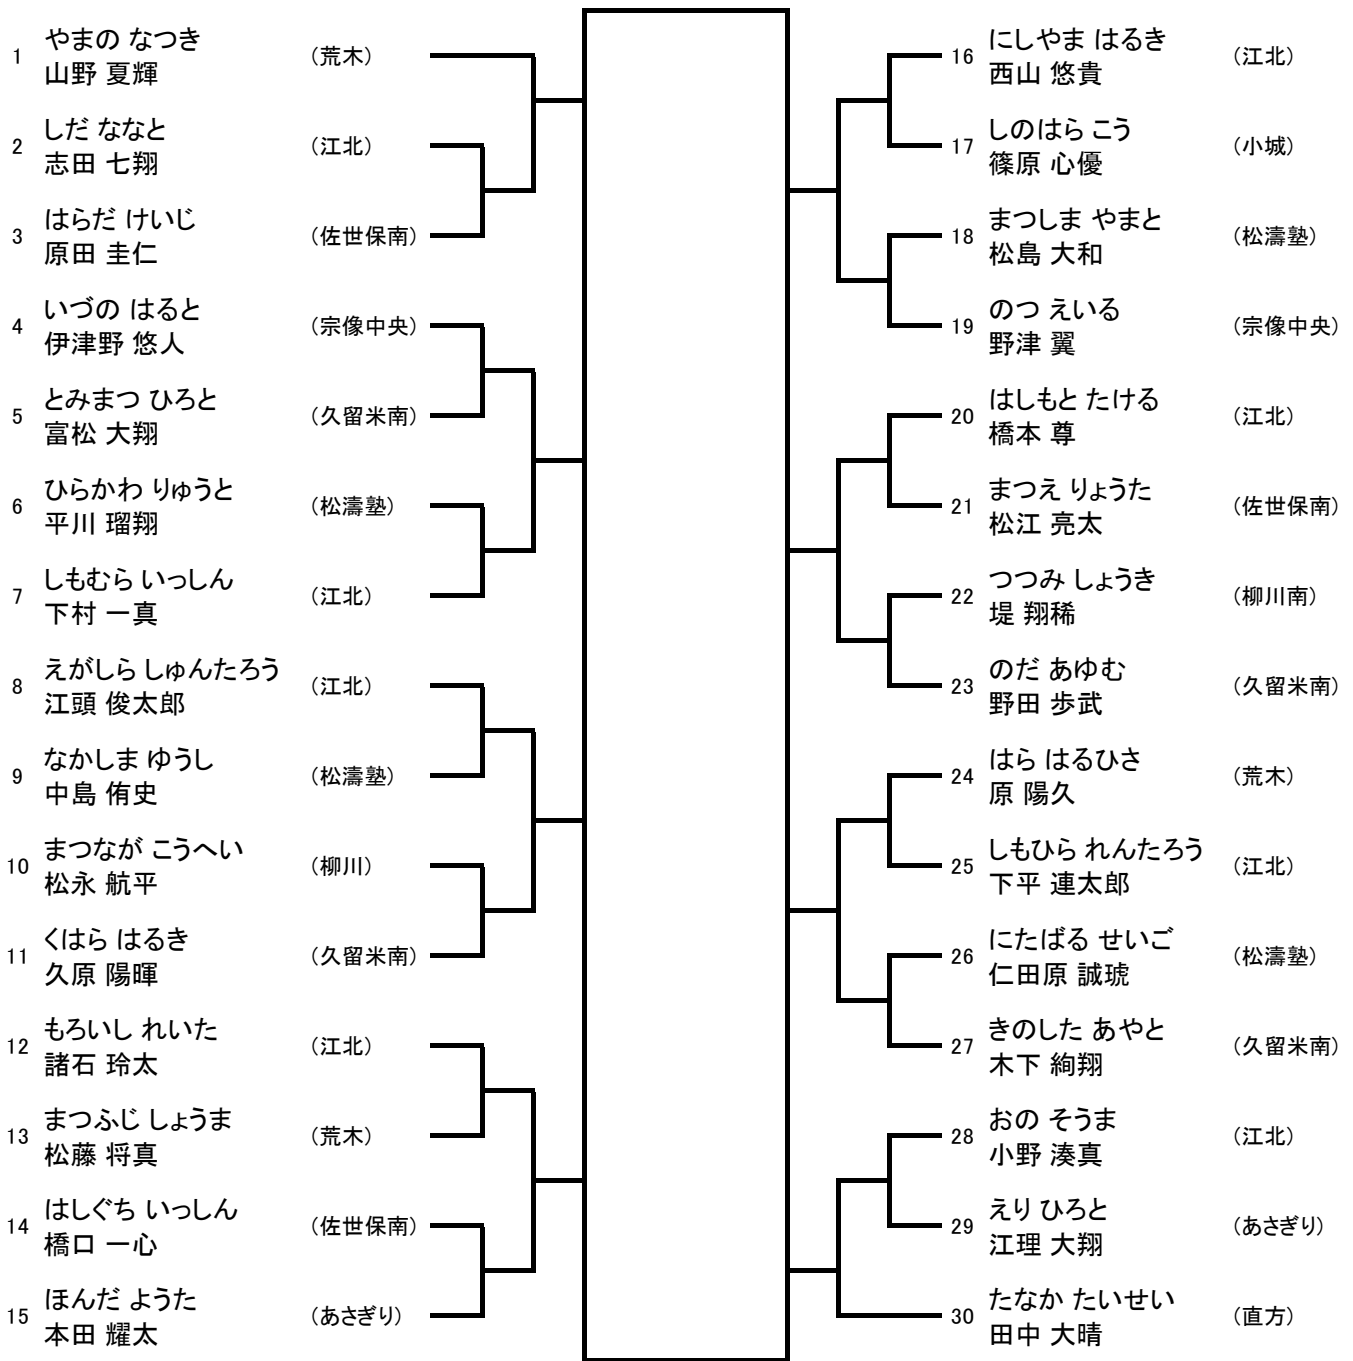 やまの なつき
1 山野 夏輝 (荒木)
しだ ななと
2 志田 七翔 (江北)
はらだ けいじ
3 原田 圭仁 (佐世保南)
いづの はると
4 伊津野 悠人 (宗像中央)
とみまつ ひろと
5 富松 大翔 (久留米南)
ひらかわ りゅうと
6 平川 瑠翔 (松濤塾)
しもむら いっしん
7 下村 一真 (江北)
えがしら しゅんたろう
8 江頭 俊太郎 (江北)
なかしま ゆうし
9 中島 侑史 (松濤塾)
まつなが こうへい
10 松永 航平 (柳川)
くはら はるき
11 久原 陽暉 (久留米南)
もろいし れいた
12 諸石 玲太 (江北)
まつふじ しょうま
13 松藤 将真 (荒木)
はしぐち いっしん
14 橋口 一心 (佐世保南)
ほんだ ようた
15 本田 耀太 (あさぎり)
にしやま はるき
16 西山 悠貴 (江北)
しのはら こう
17 篠原 心優 (小城)
まつしま やまと
18 松島 大和 (松濤塾)
のつ えいる
19 野津 翼 (宗像中央)
はしもと たける
20 橋本 尊 (江北)
まつえ りょうた
21 松江 亮太 (佐世保南)
つつみ しょうき
22 堤 翔稀 (柳川南)
のだ あゆむ
23 野田 歩武 (久留米南)
はら はるひさ
24 原 陽久 (荒木)
しもひら れんたろう
25 下平 連太郎 (江北)
にたばる せいご
26 仁田原 誠琥 (松濤塾)
きのした あやと
27 木下 絢翔 (久留米南)
おの そうま
28 小野 湊真 (江北)
えり ひろと
29 江理 大翔 (あさぎり)
たなか たいせい
30 田中 大晴 (直方)